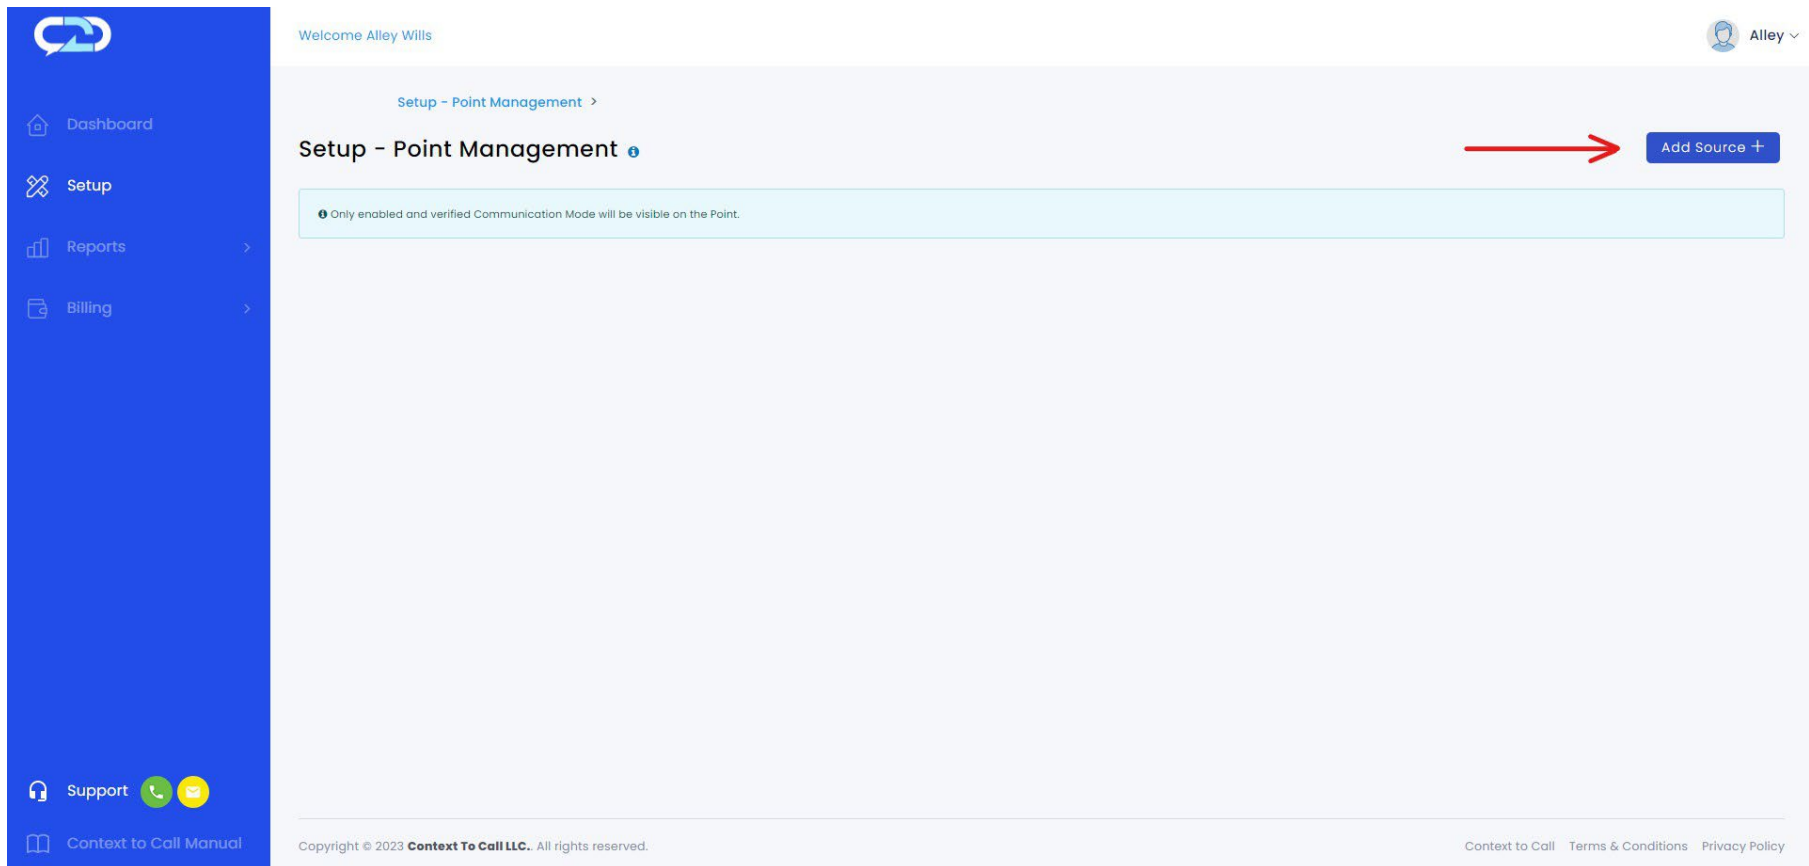 Welcome Alley Wills
Alley
Dashboard
Setup
Reports
Billing
Support
Context to Call Manual
Setup - Point Management >
Setup - Point Management
Add Source +
Only enabled and verified Communication Mode will be visible on the Point.
Copyright © 2023 Context To Call LLC.. All rights reserved.
Context to Call Terms & Conditions Privacy Policy